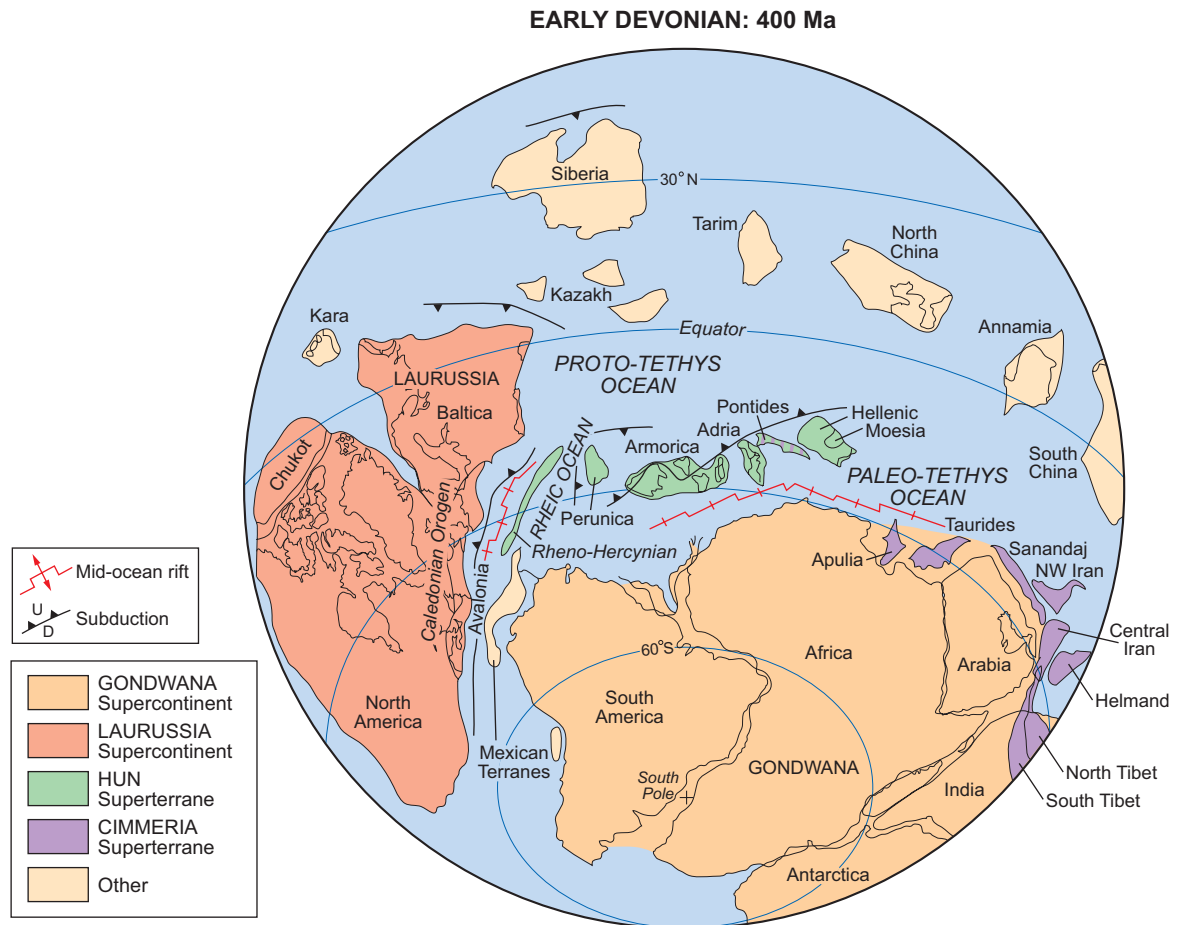 EARLY DEVONIAN: 400 Ma
Siberia
30° N
Tarim
North
China
Kazakh
Kara
Equator
Annamia
LAURUSSIA
PROTO-TETHYS
OCEAN
Baltica
Pontides
Hellenic
Moesia
Adria
Armorica
Chukot
RHEIC OCEAN
South
China
PALEO-TETHYS
OCEAN
Perunica
Taurides
Rheno-Hercynian
Apulia
Sanandaj
NW Iran
Caledonian Orogen
Avalonia
Mid-ocean rift
U
D
Subduction
60°S
Africa
Arabia
Central
Iran
Helmand
North
America
South
America
Mexican
Terranes
South
Pole
GONDWANA
India
North Tibet
South Tibet
Antarctica
GONDWANA
Supercontinent
LAURUSSIA
Supercontinent
HUN
Superterrane
CIMMERIA
Superterrane
Other